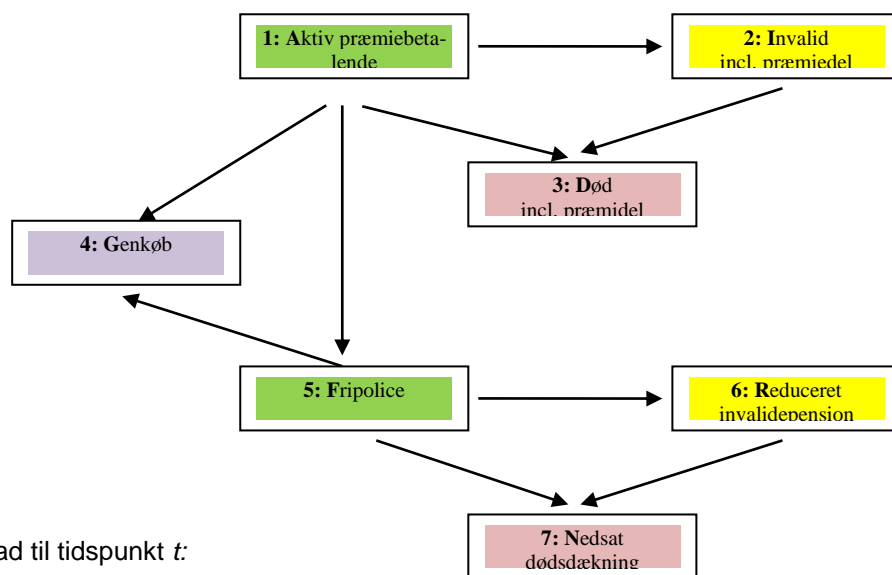 1: Aktiv præmiebeta-
lende
2: Invalid
incl. præmiedel
3: Død
incl. præmidel
4: Genkøb
5: Fripolice
6: Reduceret
invalidepension
7: Nedsat
dødsdækning
ad til tidspunkt t: